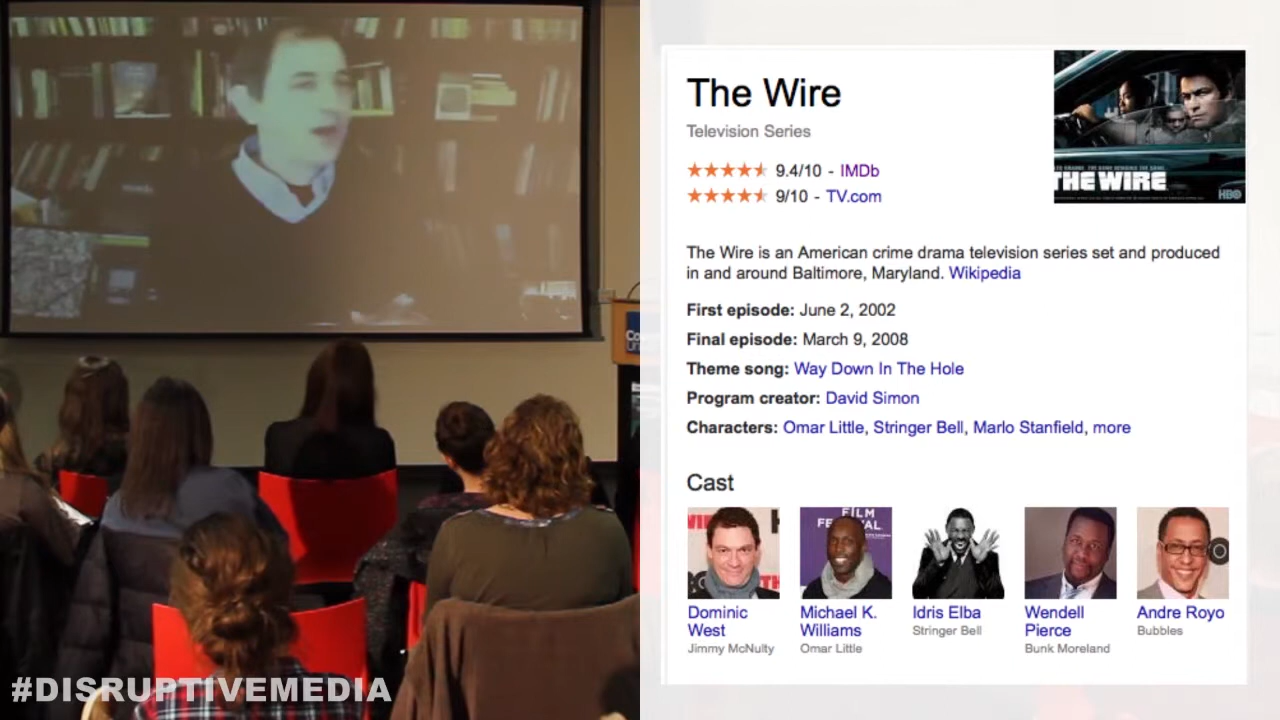 The Wire
Television Series
9.4/10 - IMDb
9/10 - TV.com
THE WIRE
HBO
The Wire is an American crime drama television series set and produced
in and around Baltimore, Maryland. Wikipedia
First episode: June 2, 2002
Final episode: March 9, 2008
Theme song: Way Down In The Hole
Program creator: David Simon
Characters: Omar Little, Stringer Bell, Marlo Stanfield, more
Cast
FILM
Dominic
West
Jimmy McNulty
Michael K.
Williams
Omar Little
Idris Elba
Stringer Bell
Wendell
Pierce
Bunk Moreland
Andre Royo
Bubbles
#DISRUPTIVEMEDIA